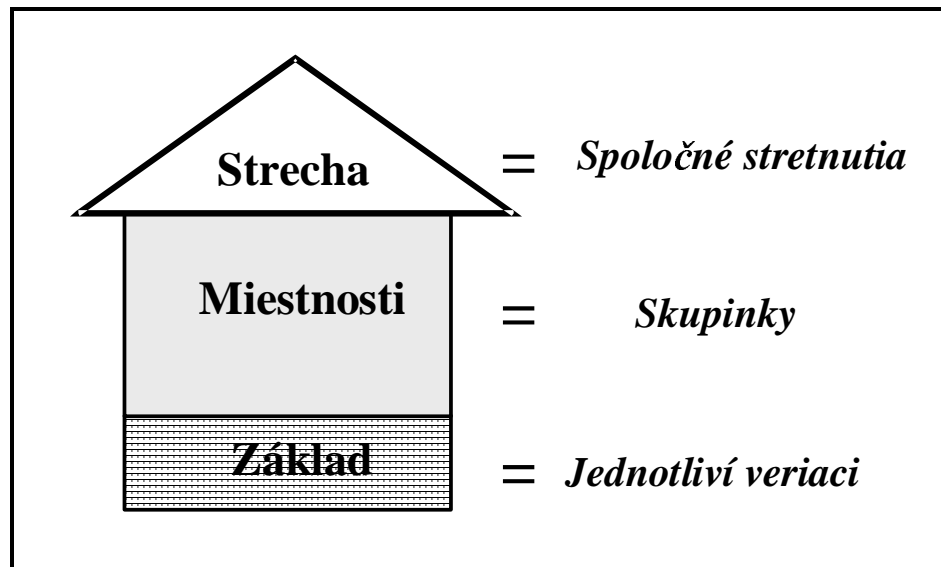 Strecha = Spoločné stretnutia
Miestnosti = Skupinky
Základ = Jednotliví veriaci